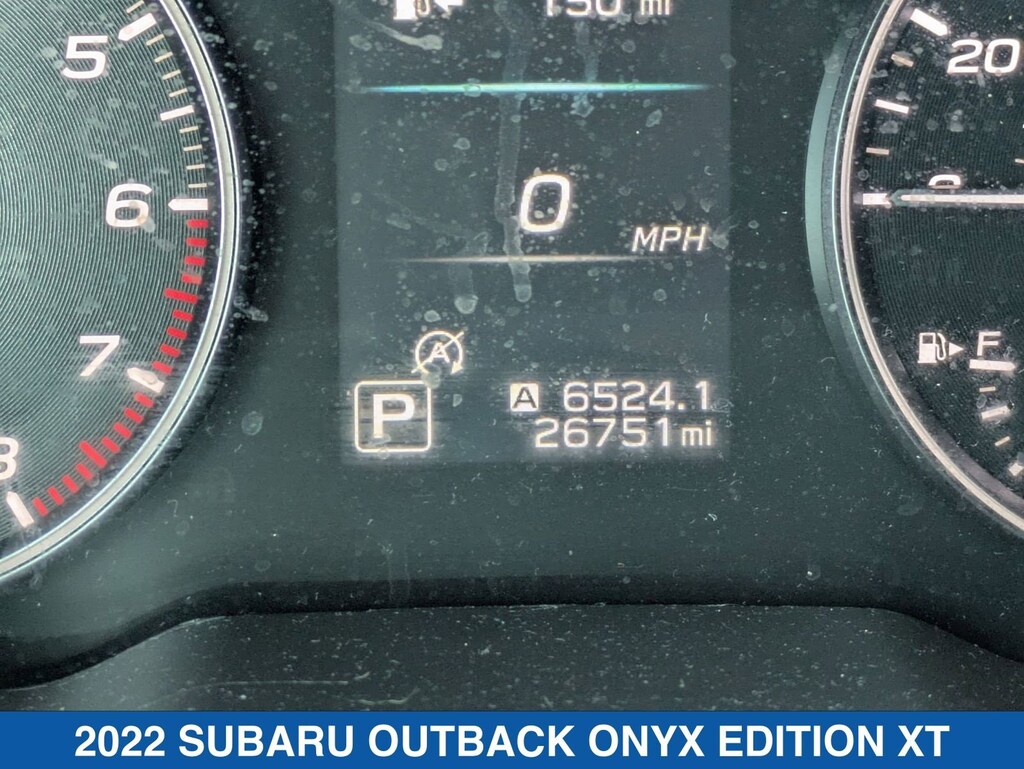 150 mi
5
20
6
0
0
MPH
7
F
A
P
A 6524.1
26751 mi
8
2022 SUBARU OUTBACK ONYX EDITION XT